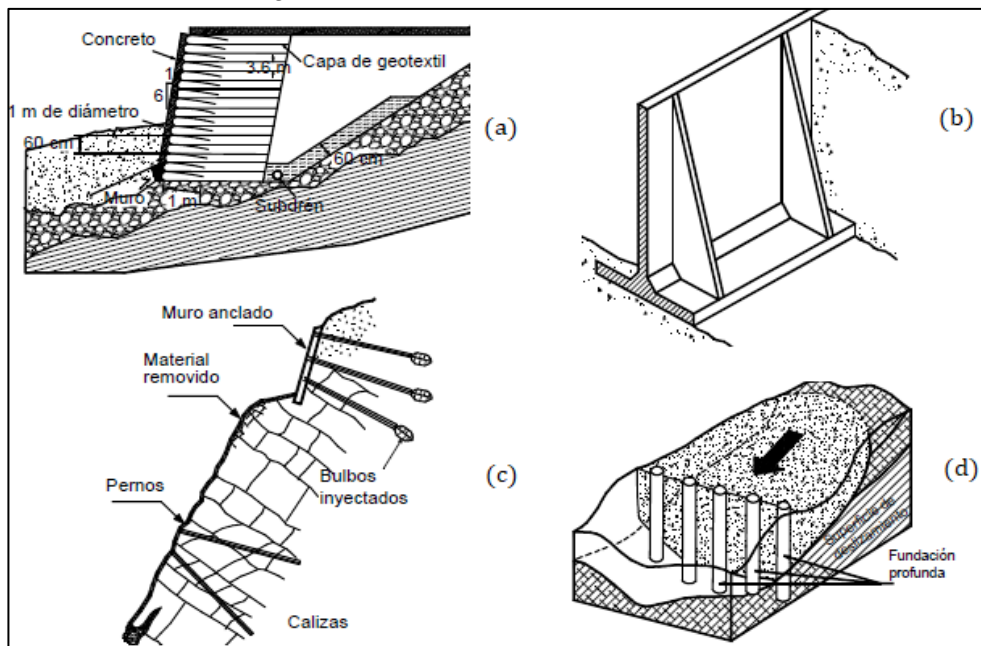 Concreto
Capa de geotextil
3.6 m
1
6
1 m de diámetro
60 cm
60 cm
Muro
1 m
Subdren
(a)
(b)
Muro anclado
Material
removido
Pernos
Bulbos
inyectados
Calizas
(c)
(d)
Superficie de
deslizamiento
Fundación
profunda